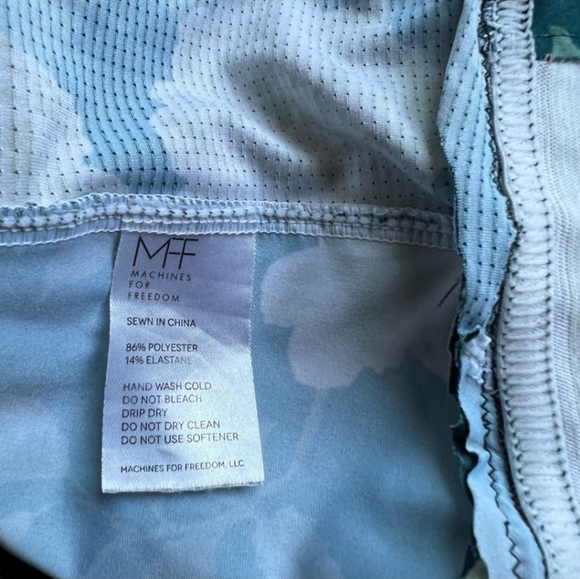 MFF
MACHINES
FOR
FREEDOM
SEWN IN CHINA
86% POLYESTER
14% ELASTANE
HAND WASH COLD
DO NOT BLEACH
DRIP DRY
DO NOT DRY CLEAN
DO NOT USE SOFTENER
MACHINES FOR FREEDOM, LLC